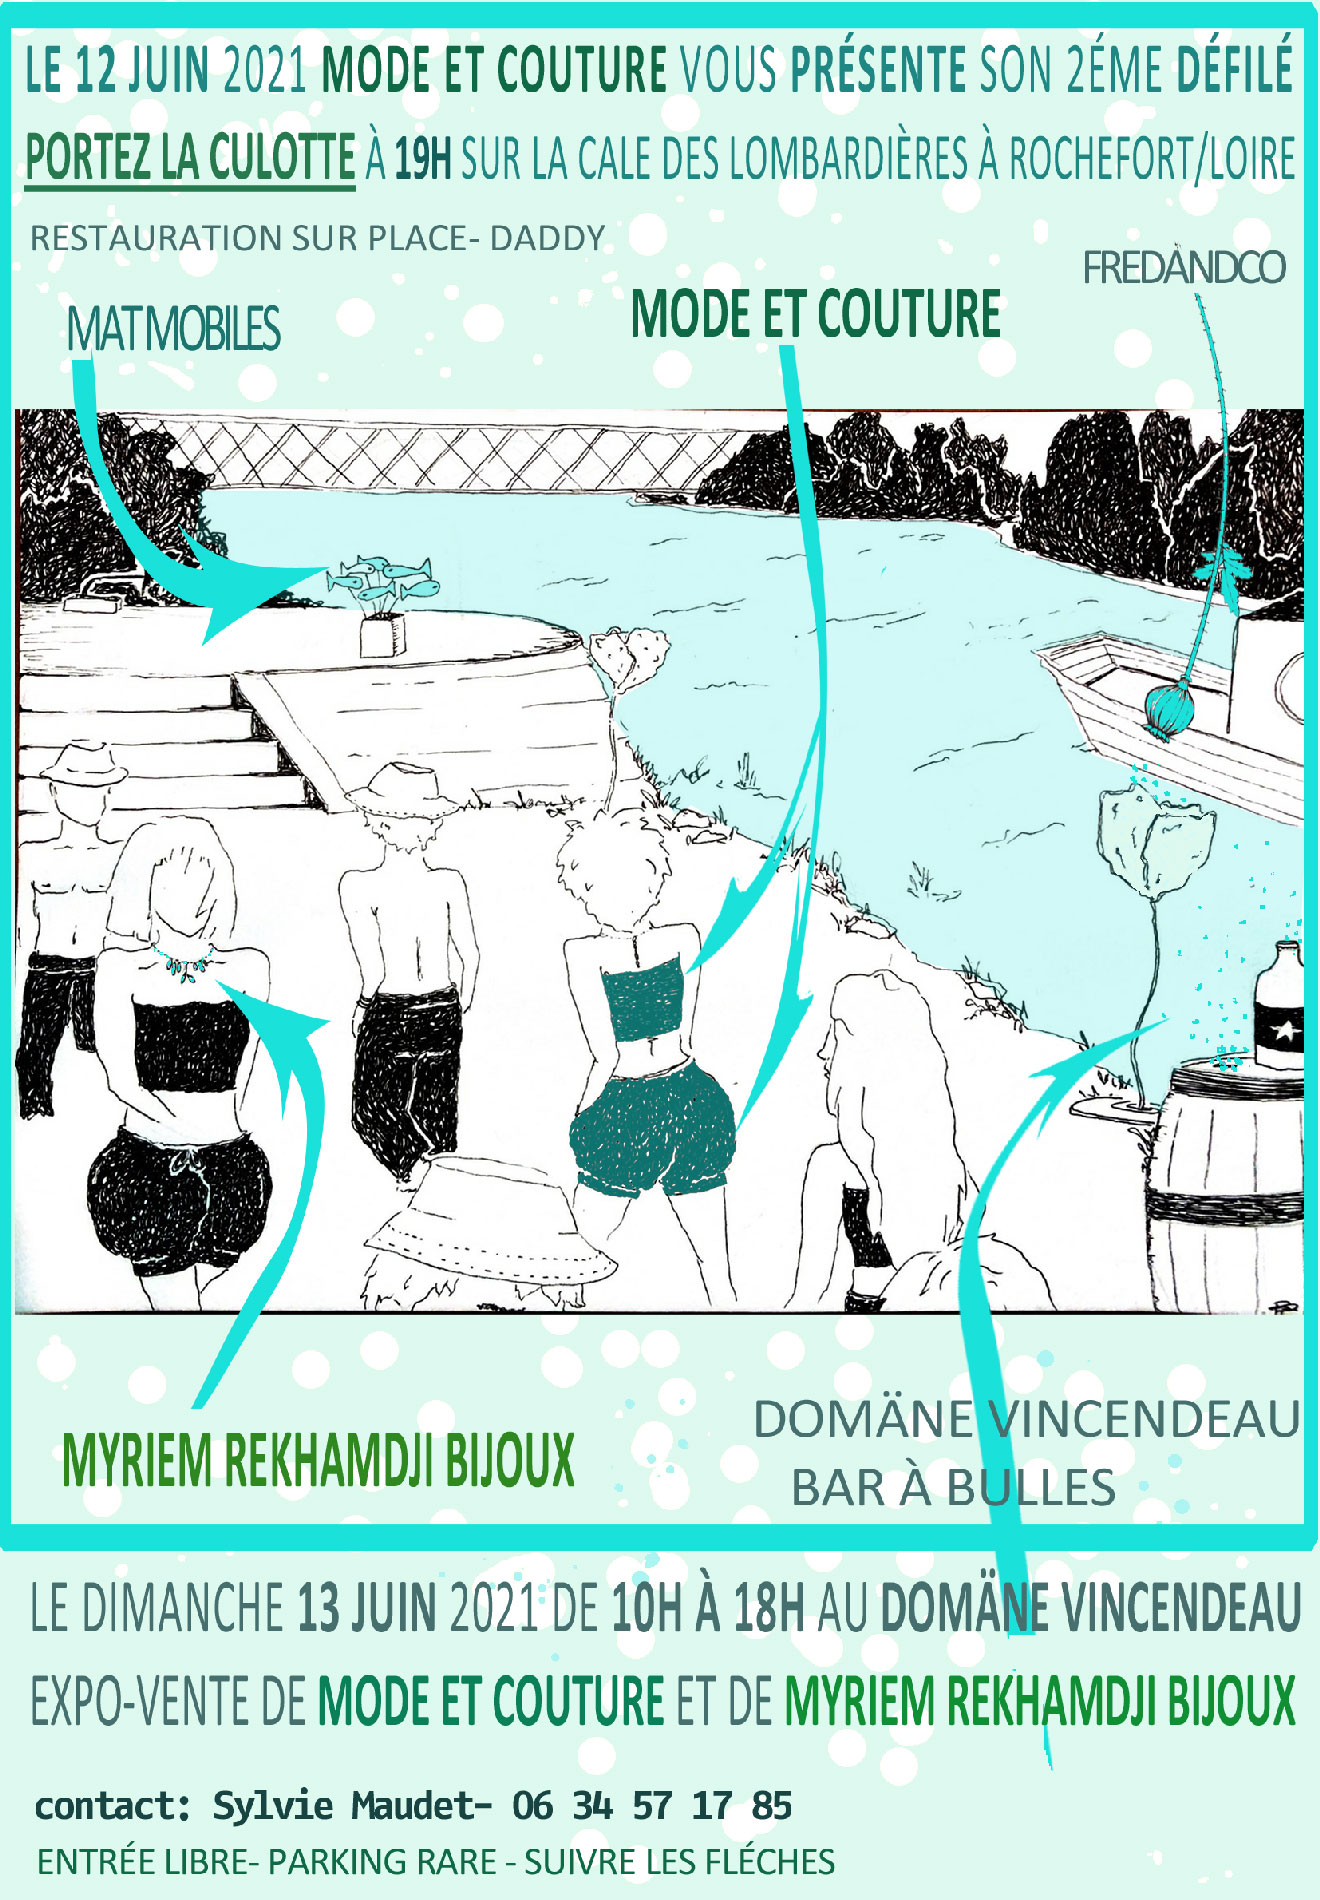 LE 12 JUIN 2021 MODE ET COUTURE VOUS PRÉSENTE SON 2ÉME DÉFILÉ
PORTEZ LA CULOTTE À 19H SUR LA CALE DES LOMBARDIÈRES À ROCHEFORT/LOIRE
RESTAURATION SUR PLACE- DADDY
FREDÀNDCO
MATMOBILES
MODE ET COUTURE
MYRIEM REKHAMDJI BIJOUX
DOMÄNE VINCENDEAU
BAR À BULLES
LE DIMANCHE 13 JUIN 2021 DE 10H À 18H AU DOMÄNE VINCENDEAU
EXPO-VENTE DE MODE ET COUTURE ET DE MYRIEM REKHAMDJI BIJOUX
contact: Sylvie Maudet- 06 34 57 17 85
ENTRÉE LIBRE- PARKING RARE - SUIVRE LES FLÉCHES